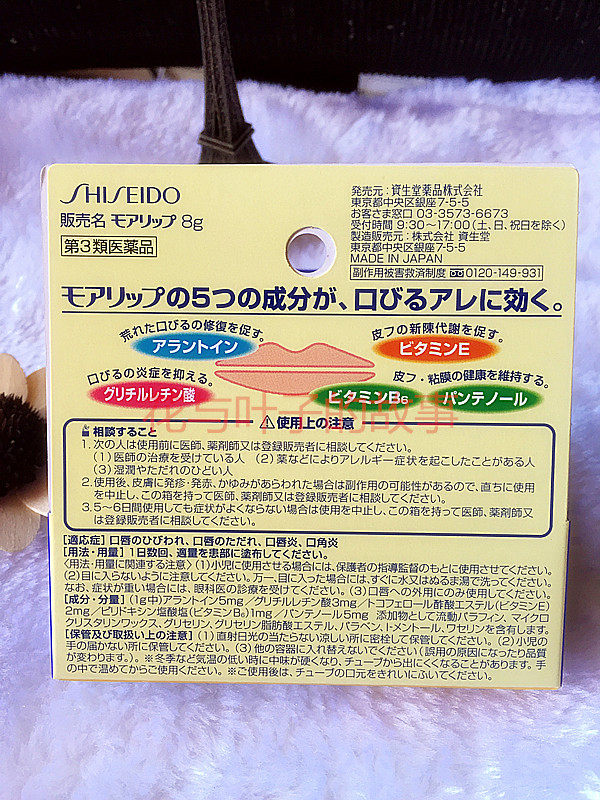 SHISEIDO
販売名 モアリップ 8g
第3類医薬品
発売元：資生堂薬品株式会社
東京都中央区銀座7-5-5
お客さま窓口 03-3573-6673
受付時間 9:30～17:00(土、日、祝日を除く)
製造販売元：株式会社 資生堂
東京都中央区銀座7-5-5
MADE IN JAPAN
副作用被害救済制度 0120-149-931
モアリップの5つの成分が、口びるアレに効く。
荒れた口びるの修復を促す。
アラントイン
皮フの新陳代謝を促す。
ビタミンE
口びるの炎症を抑える。
グリチルレチン酸
皮フ・粘膜の健康を維持する。
ビタミンB6 パンテノール
花与叶子的故事
⚠使用上の注意
相談すること
1.次の人は使用前に医師、薬剤師又は登録販売者に相談してください。
(1)医師の治療を受けている人 (2)薬などによりアレルギー症状を起こしたことがある人
(3)湿潤やただれのひどい人
2.使用後、皮膚に発疹・発赤、かゆみがあらわれた場合は副作用の可能性があるので、直ちに使用
を中止し、この箱を持って医師、薬剤師又は登録販売者に相談してください。
3.5～6日間使用しても症状がよくならない場合は使用を中止し、この箱を持って医師、薬剤師又
は登録販売者に相談してください。
[適応症]口唇のひびわれ、口唇のただれ、口唇炎、口角炎
[用法・用量]1日数回、適量を患部に塗布してください。
〈用法・用量に関連する注意〉(1)小児に使用させる場合には、保護者の指導監督のもとに使用させてください。
(2)目に入らないように注意してください。万一、目に入った場合には、すぐに水又はぬるま湯で洗ってください。
なお、症状が重い場合には、眼科医の診療を受けてください。(3)口唇への外用にのみ使用してください。
[成分・分量](1g中)アラントイン5mg／グリチルレチン酸3mg／トコフェロール酢酸エステル(ビタミンE)
2mg／ピリドキシン塩酸塩(ビタミンB6)1mg／パンテノール5mg 添加物として流動パラフィン、マイクロ
クリスタリンワックス、グリセリン、グリセリン脂肪酸エステル、パラベン、l-メントール、ワセリンを含有します。
[保管及び取扱い上の注意](1)直射日光の当たらない涼しい所に密栓して保管してください。(2)小児の
手の届かない所に保管してください。(3)他の容器に入れ替えないでください(誤用の原因になったり品質
が変わります)。※冬季など気温の低い時に中味が硬くなり、チューブから出にくくなることがあります。手
の中で温めてからご使用ください。※ご使用後は、チューブの口元をきれいにふいてください。